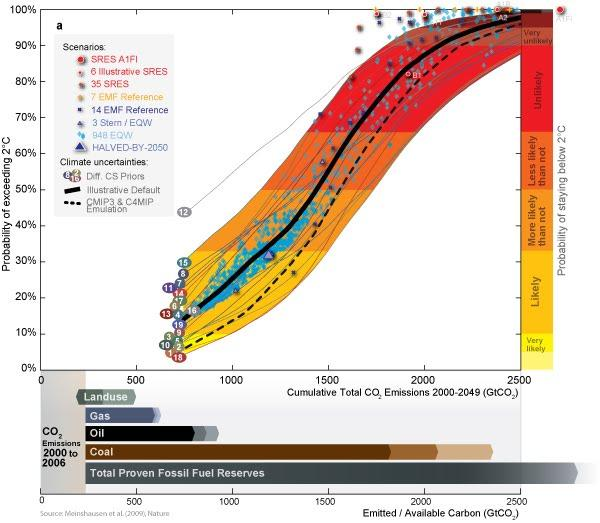 a
100%
90%
80%
70%
60%
50%
40%
30%
20%
10%
0%
Probability of exceeding 2°C
Scenarios:
SRES A1FI
6 Illustrative SRES
35 SRES
7 EMF Reference
14 EMF Reference
3 Stern / EQW
948 EQW
HALVED-BY-2050
Climate uncertainties:
Diff. CS Priors
Illustrative Default
CMIP3 & C4MIP
Emulation
B1
A2
A1FI
12
15
8
7
11
14
6
17
13
4
16
19
9
3
5
10
2
1
18
Very
unlikely
Unlikely
Less likely
than not
More likely
than not
Likely
Very
likely
Probability of staying below 2°C
0
500
1000
1500
2000
2500
Cumulative Total CO2 Emissions 2000-2049 (GtCO2)
Landuse
Gas
Oil
Coal
Total Proven Fossil Fuel Reserves
CO2
Emissions
2000 to
2006
0
500
1000
1500
2000
2500
Source: Meinshausen et al. (2009), Nature
Emitted / Available Carbon (GtCO2)